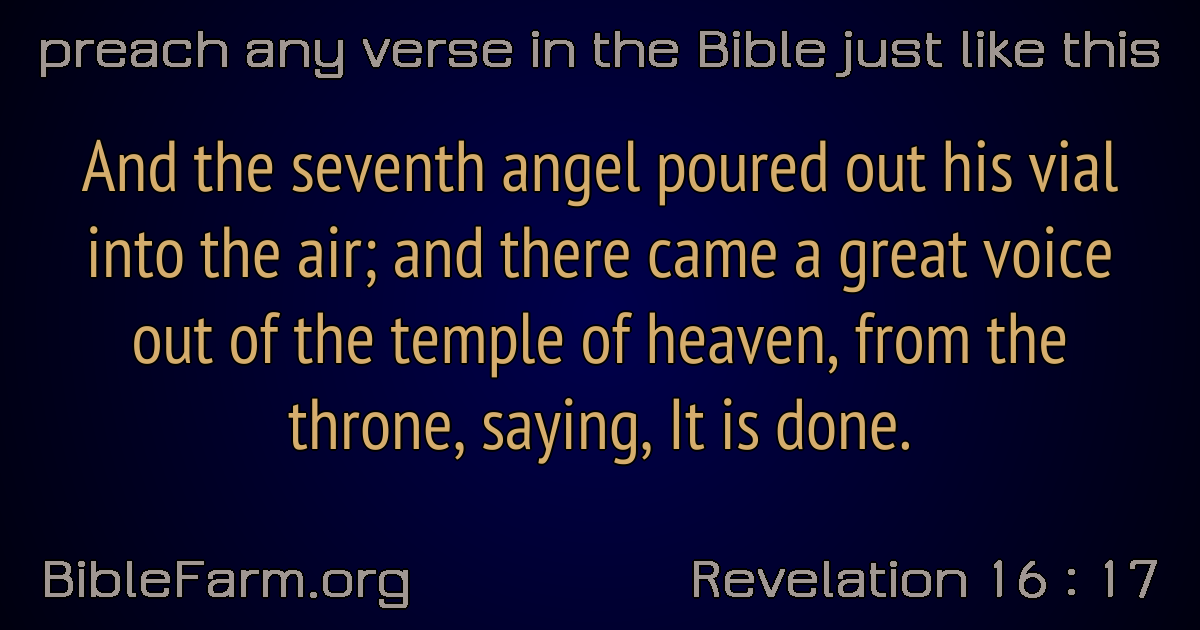 preach any verse in the Bible just like this
And the seventh angel poured out his vial
into the air; and there came a great voice
out of the temple of heaven, from the
throne, saying, It is done.
BibleFarm.org
Revelation 16 : 17